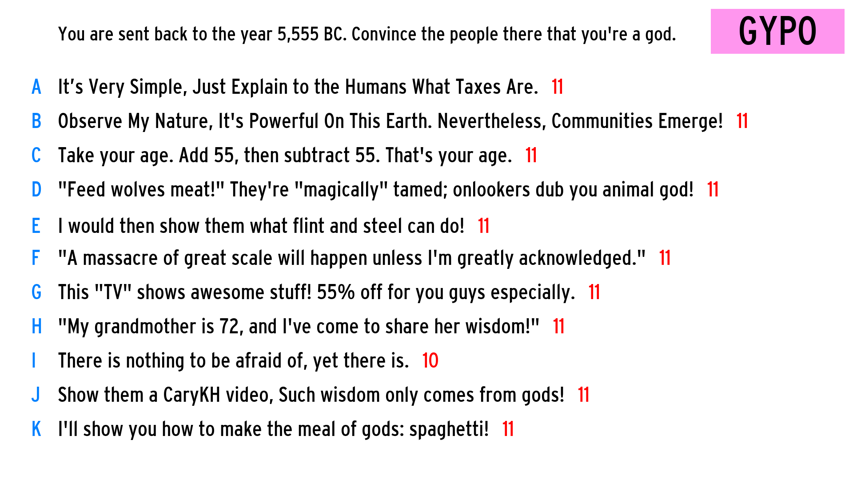 You are sent back to the year 5,555 BC. Convince the people there that you're a god. GYPO
A It's Very Simple, Just Explain to the Humans What Taxes Are. 11
B Observe My Nature, It's Powerful On This Earth. Nevertheless, Communities Emerge! 11
C Take your age. Add 55, then subtract 55. That's your age. 11
D "Feed wolves meat!" They're "magically" tamed; onlookers dub you animal god! 11
E I would then show them what flint and steel can do! 11
F "A massacre of great scale will happen unless I'm greatly acknowledged." 11
G This "TV" shows awesome stuff! 55% off for you guys especially. 11
H "My grandmother is 72, and I've come to share her wisdom!" 11
I There is nothing to be afraid of, yet there is. 10
J Show them a CaryKH video, Such wisdom only comes from gods! 11
K I'll show you how to make the meal of gods: spaghetti! 11